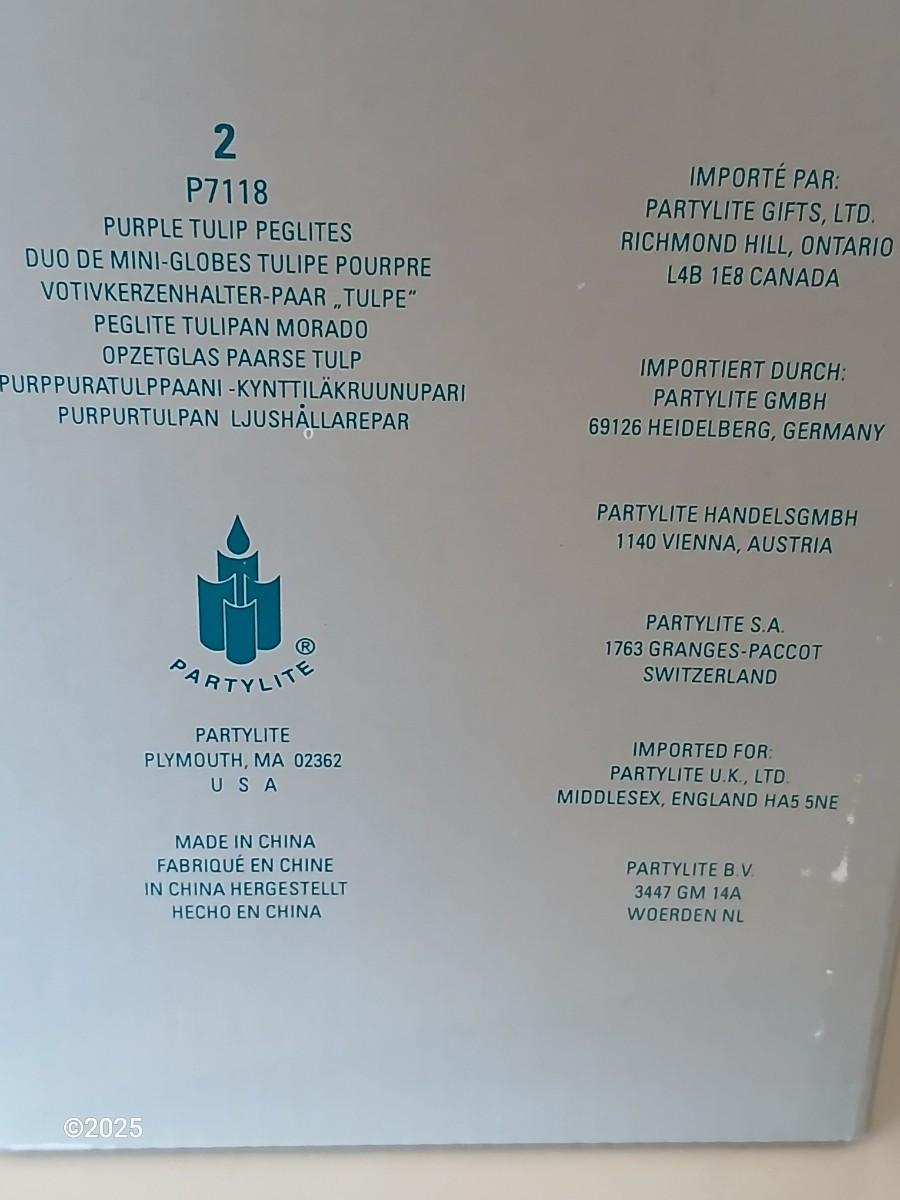 2
P7118
PURPLE TULIP PEGLITES
DUO DE MINI-GLOBES TULIPE POURPRE
VOTIVKERZENHALTER-PAAR „TULPE“
PEGLITE TULIPAN MORADO
OPZETGLAS PAARSE TULP
PURPPURATULPPAANI -KYNTTILÄKRUUNUPARI
PURPURTULPAN LJUSHÅLLAREPAR
PARTYLITE®
PARTYLITE
PLYMOUTH, MA 02362
U S A
MADE IN CHINA
FABRIQUÉ EN CHINE
IN CHINA HERGESTELLT
HECHO EN CHINA
IMPORTÉ PAR:
PARTYLITE GIFTS, LTD.
RICHMOND HILL, ONTARIO
L4B 1E8 CANADA
IMPORTIERT DURCH:
PARTYLITE GMBH
69126 HEIDELBERG, GERMANY
PARTYLITE HANDELSGMBH
1140 VIENNA, AUSTRIA
PARTYLITE S.A.
1763 GRANGES-PACCOT
SWITZERLAND
IMPORTED FOR:
PARTYLITE U.K., LTD.
MIDDLESEX, ENGLAND HA5 5NE
PARTYLITE B.V.
3447 GM 14A
WOERDEN NL
©2025